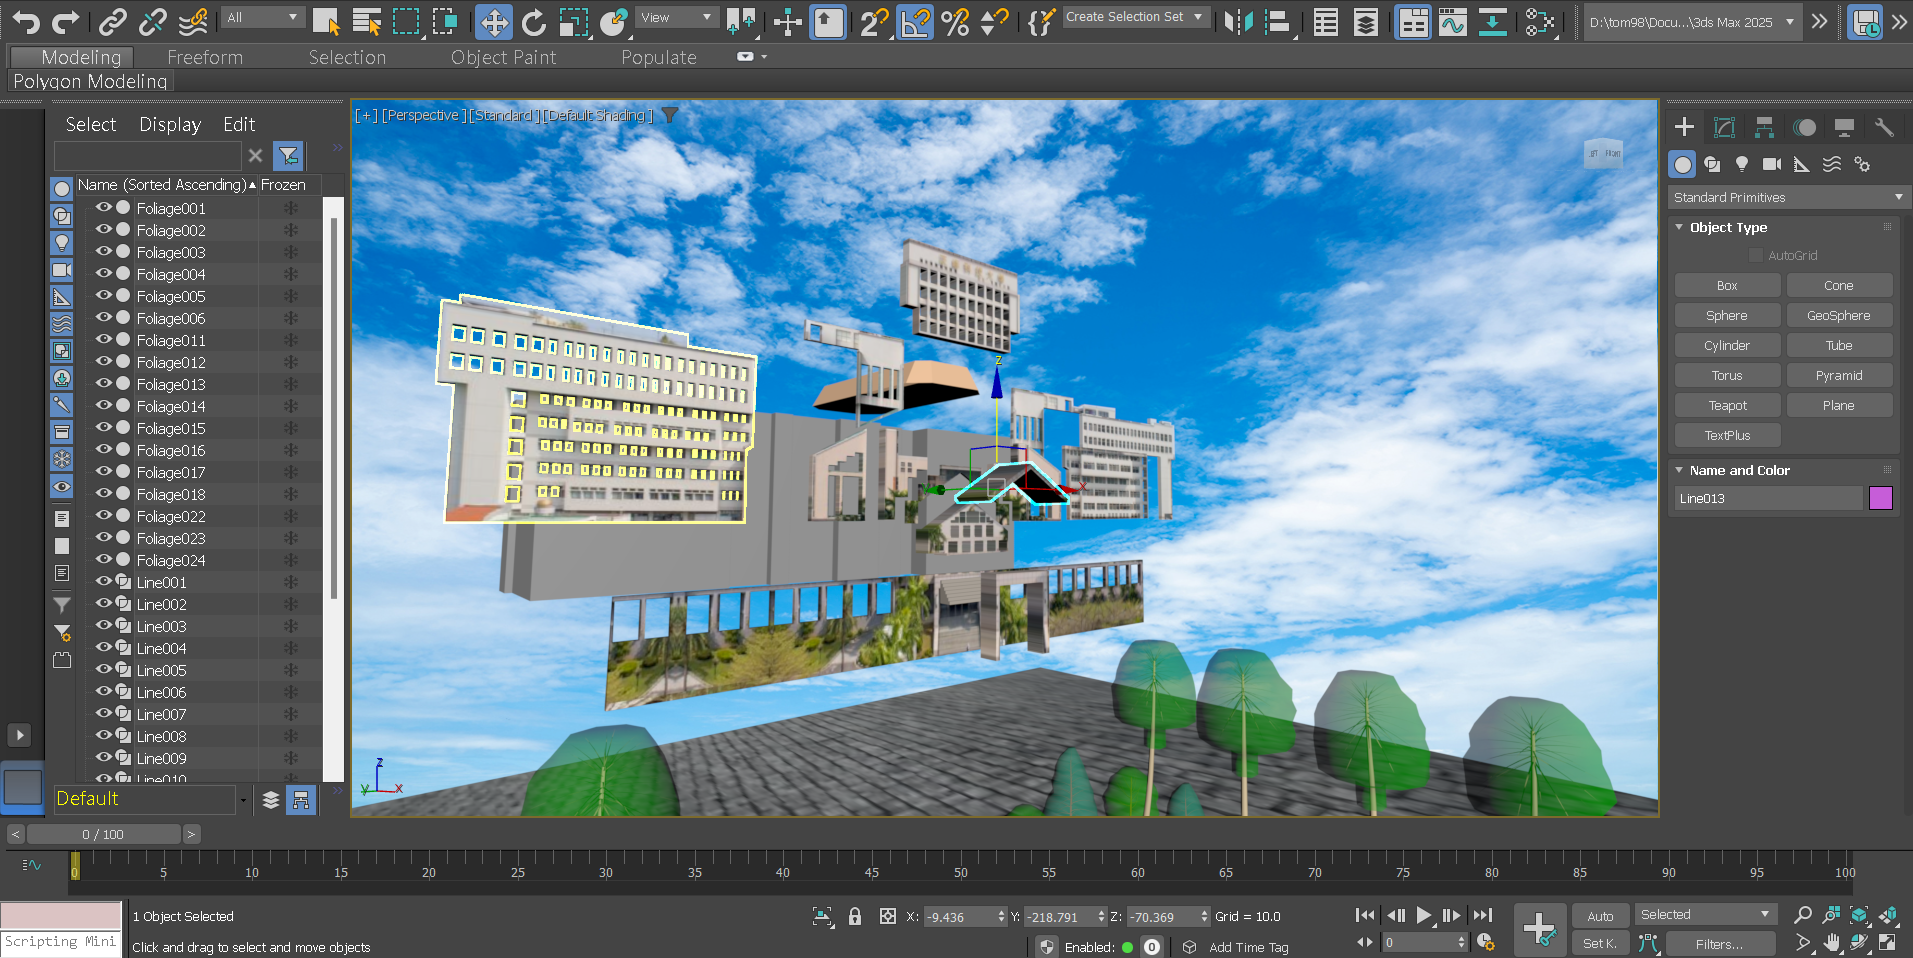 All
View
Create Selection Set
D:\tom98\Docu...\3ds Max 2025
Modeling
Freeform
Selection
Object Paint
Populate
Polygon Modeling
Select
Display
Edit
Name (Sorted Ascending)
Frozen
Foliage001
Foliage002
Foliage003
Foliage004
Foliage005
Foliage006
Foliage011
Foliage012
Foliage013
Foliage014
Foliage015
Foliage016
Foliage017
Foliage018
Foliage022
Foliage023
Foliage024
Line001
Line002
Line003
Line004
Line005
Line006
Line007
Line008
Line009
Line010
Default
[+] [Perspective] [Standard] [Default Shading]
FRONT
z
y
x
z
y
x
Standard Primitives
Object Type
AutoGrid
Box
Cone
Sphere
GeoSphere
Cylinder
Tube
Torus
Pyramid
Teapot
Plane
TextPlus
Name and Color
Line013
< 0 / 100 >
0 5 10 15 20 25 30 35 40 45 50 55 60 65 70 75 80 85 90 95 100
1 Object Selected
X: -9.436 Y: -218.791 Z: -70.369 Grid = 10.0
Auto
Selected
Scripting Mini
Click and drag to select and move objects
Enabled: 0
Add Time Tag
0
Set K.
Filters...